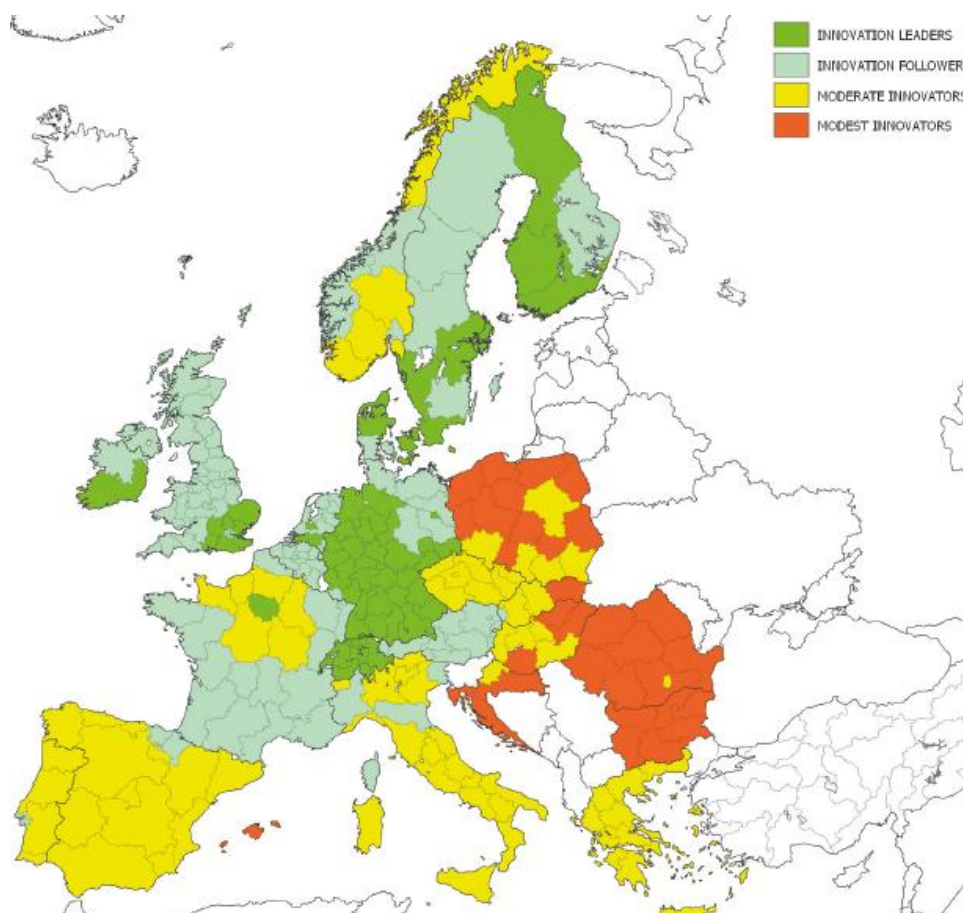 INNOVATION LEADERS
INNOVATION FOLLOWER
MODERATE INNOVATORS
MODEST INNOVATORS